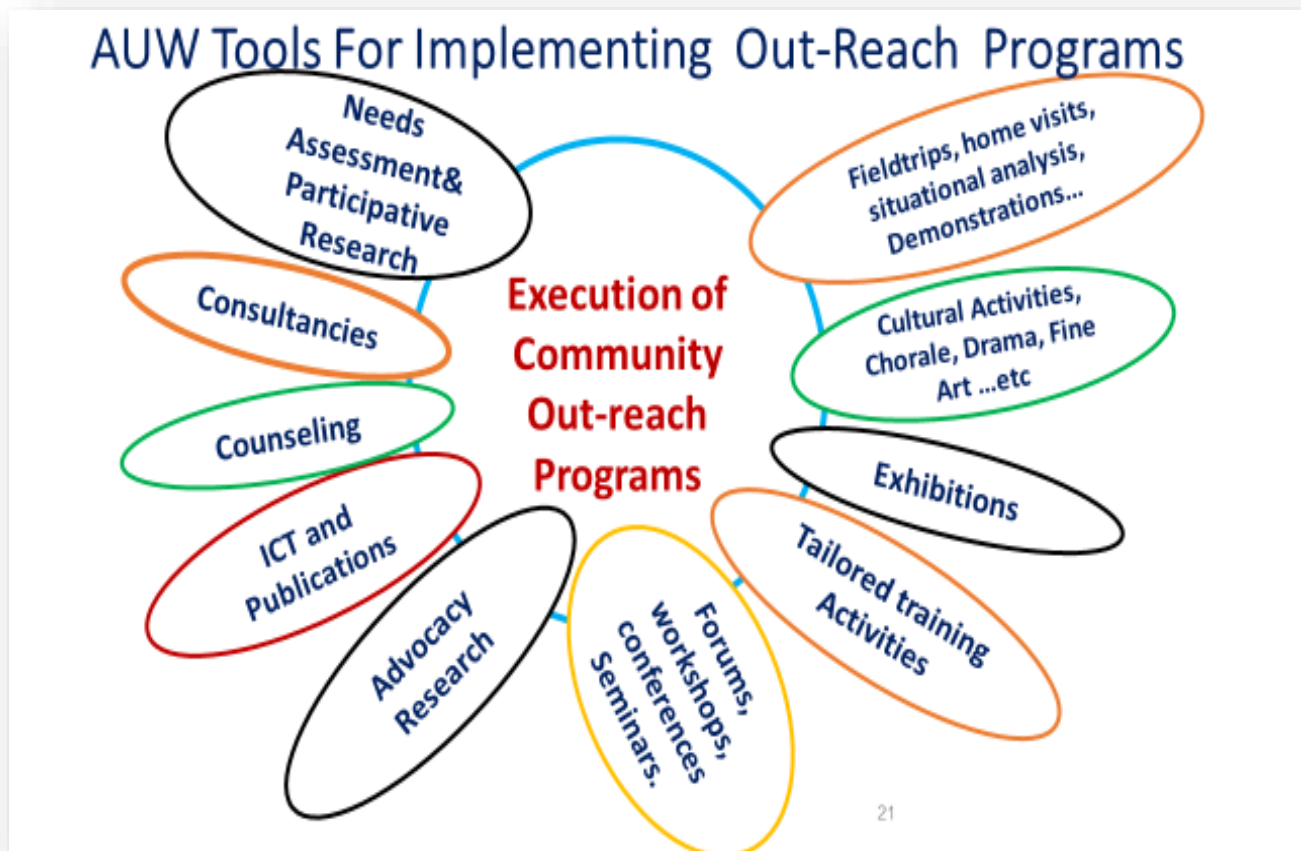 AUW Tools For Implementing Out-Reach Programs
Needs
Assessment&
Participative
Research
Consultancies
Counseling
ICT and
Publications
Advocacy
Research
Forums,
workshops,
conferences
Seminars.
Tailored training
Activities
Exhibitions
Cultural Activities,
Chorale, Drama, Fine
Art ...etc
Fieldtrips, home visits,
situational analysis,
Demonstrations...
Execution of
Community
Out-reach
Programs
21